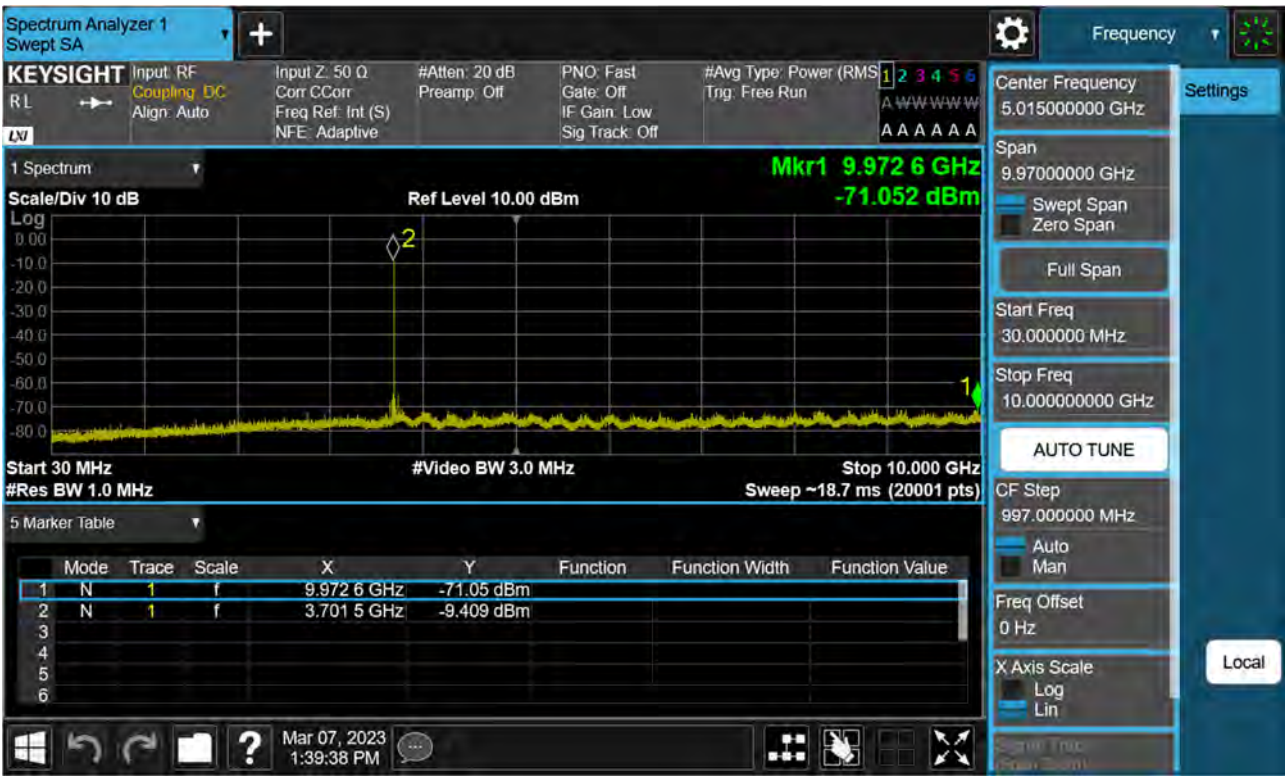 Spectrum Analyzer 1
Swept SA
+
Frequency
KEYSIGHT
R L
LXI
Input: RF
Coupling: DC
Align: Auto
Input Z: 50 Ω
Corr CCorr
Freq Ref: Int (S)
NFE: Adaptive
#Atten: 20 dB
Preamp: Off
PNO: Fast
Gate: Off
IF Gain: Low
Sig Track: Off
#Avg Type: Power (RMS
Trig: Free Run
1 2 3 4 5 6
A W W W W W
A A A A A A
1 Spectrum
Mkr1 9.972 6 GHz
-71.052 dBm
Scale/Div 10 dB
Ref Level 10.00 dBm
Log
0.00
-10.0
-20.0
-30.0
-40.0
-50.0
-60.0
-70.0
-80.0
2
1
Start 30 MHz
#Video BW 3.0 MHz
Stop 10.000 GHz
#Res BW 1.0 MHz
Sweep ~18.7 ms (20001 pts)
5 Marker Table
Mode Trace Scale X Y Function Function Width Function Value
1 N 1 f 9.972 6 GHz -71.05 dBm
2 N 1 f 3.701 5 GHz -9.409 dBm
3
4
5
6
Mar 07, 2023
1:39:38 PM
?
Center Frequency
5.015000000 GHz
Span
9.97000000 GHz
Swept Span
Zero Span
Full Span
Start Freq
30.000000 MHz
Stop Freq
10.000000000 GHz
AUTO TUNE
CF Step
997.000000 MHz
Auto
Man
Freq Offset
0 Hz
X Axis Scale
Log
Lin
Settings
Local